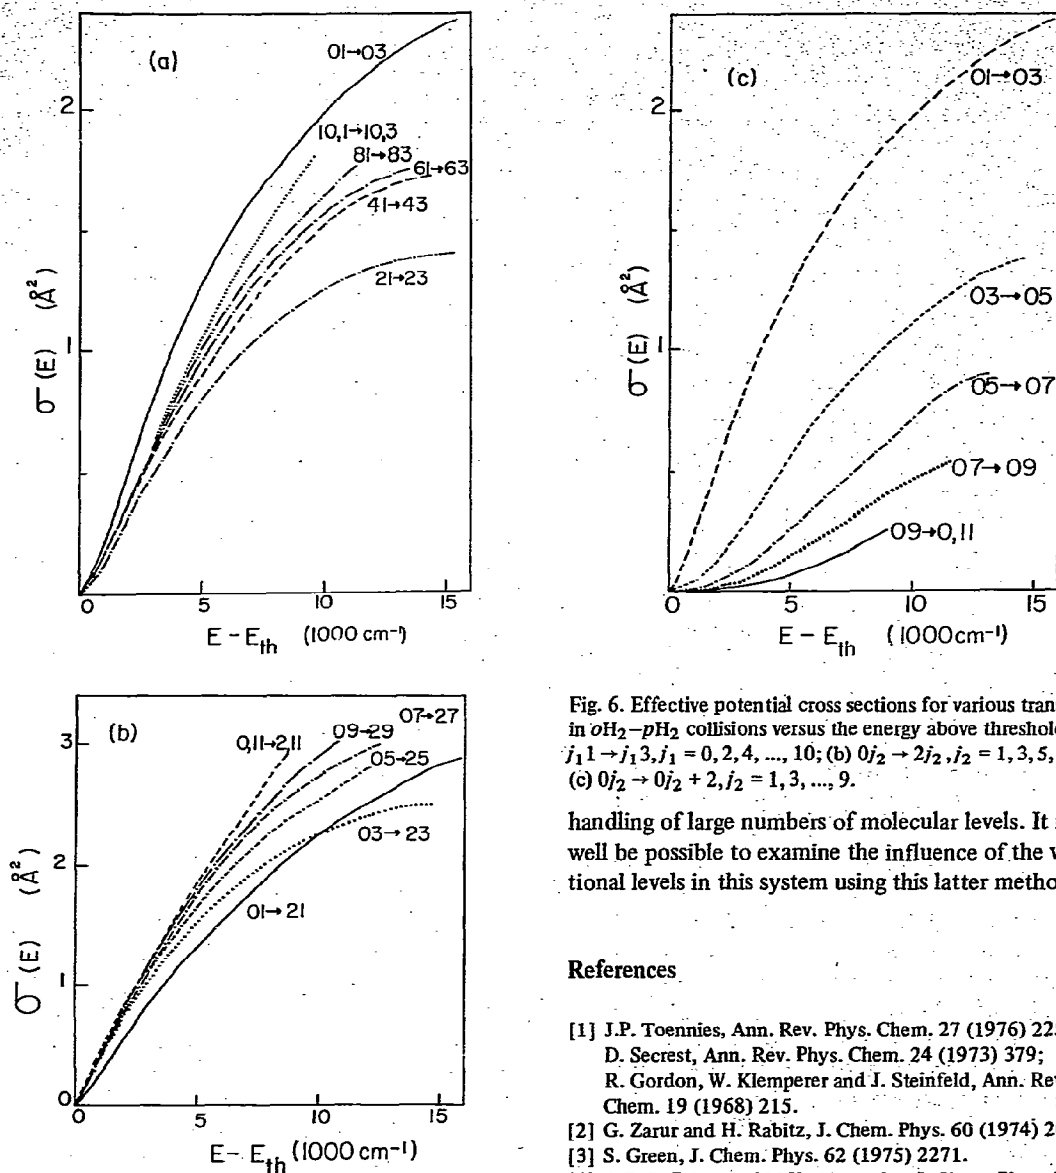 (a)
01→03
10,1→10,3
81→83
61→63
41→43
21→23
2
1
σ(E) (Å²)
0 5 10 15
E − E_th (1000 cm⁻¹)
(b)
07→27
0,11→2,11
09→29
05→25
03→23
01→21
3
2
1
0
σ(E) (Å²)
0 5 10 15
E − E_th (1000 cm⁻¹)
(c)
01→03
03→05
05→07
07→09
09→0,11
2
1
σ(E) (Å²)
0 5 10 15
E − E_th (1000 cm⁻¹)
Fig. 6. Effective potential cross sections for various
in oH₂−pH₂ collisions versus the energy above
j₁1→j₁3, j₁ = 0,2,4, ..., 10; (b) 0j₂ → 2j₂, j₂ = 1, 3, 5,
(c) 0j₂ → 0j₂ + 2, j₂ = 1, 3, ..., 9.
handling of large numbers of molecular levels. It
well be possible to examine the influence of the
tional levels in this system using this latter
References
[1] J.P. Toennies, Ann. Rev. Phys. Chem. 27 (1976)
D. Secrest, Ann. Rev. Phys. Chem. 24 (1973) 379;
R. Gordon, W. Klemperer and J. Steinfeld, Ann.
Chem. 19 (1968) 215.
[2] G. Zarur and H. Rabitz, J. Chem. Phys. 60 (1974)
[3] S. Green, J. Chem. Phys. 62 (1975) 2271.